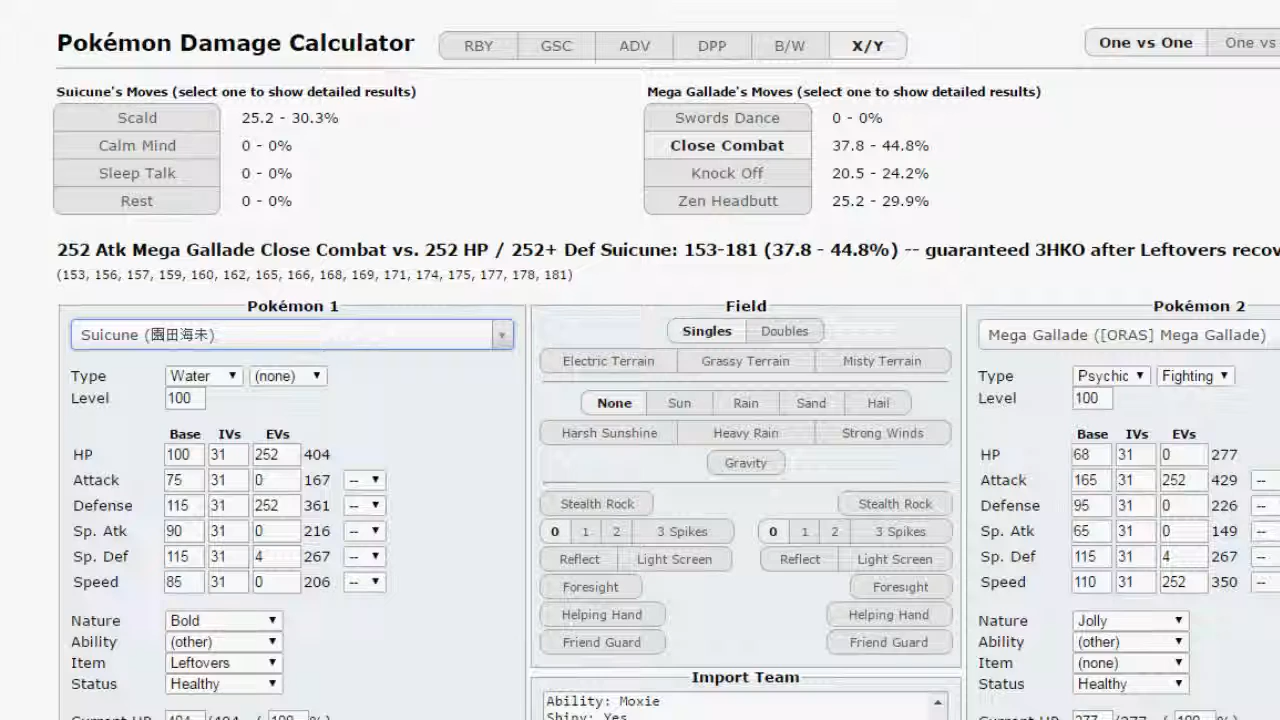 Pokémon Damage Calculator RBY GSC ADV DPP B/W X/Y One vs One One vs
Suicune's Moves (select one to show detailed results) Mega Gallade's Moves (select one to show detailed results)
Scald 25.2 - 30.3% Swords Dance 0 - 0%
Calm Mind 0 - 0% Close Combat 37.8 - 44.8%
Sleep Talk 0 - 0% Knock Off 20.5 - 24.2%
Rest 0 - 0% Zen Headbutt 25.2 - 29.9%
252 Atk Mega Gallade Close Combat vs. 252 HP / 252+ Def Suicune: 153-181 (37.8 - 44.8%) -- guaranteed 3HKO after Leftovers recov
(153, 156, 157, 159, 160, 162, 165, 166, 168, 169, 171, 174, 175, 177, 178, 181)
Pokémon 1 Field Pokémon 2
Suicune (園田海未) Singles Doubles Mega Gallade ([ORAS] Mega Gallade)
Electric Terrain Grassy Terrain Misty Terrain
Type Water (none) Type Psychic Fighting
Level 100 None Sun Rain Sand Hail Level 100
Base IVs EVs Harsh Sunshine Heavy Rain Strong Winds Base IVs EVs
HP 100 31 252 404 Gravity HP 68 31 0 277
Attack 75 31 0 167 -- Attack 165 31 252 429 --
Defense 115 31 252 361 -- Stealth Rock Stealth Rock Defense 95 31 0 226 --
Sp. Atk 90 31 0 216 -- 0 1 2 3 Spikes 0 1 2 3 Spikes Sp. Atk 65 31 0 149 --
Sp. Def 115 31 4 267 -- Reflect Light Screen Reflect Light Screen Sp. Def 115 31 4 267 --
Speed 85 31 0 206 -- Foresight Foresight Speed 110 31 252 350 --
Nature Bold Helping Hand Helping Hand Nature Jolly
Ability (other) Friend Guard Friend Guard Ability (other)
Item Leftovers Item (none)
Status Healthy Import Team Status Healthy
Ability: Moxie
Shiny: Yes
Current HP 404 (404 ( 100 %) Current HP 277 /277 ( 100 %)